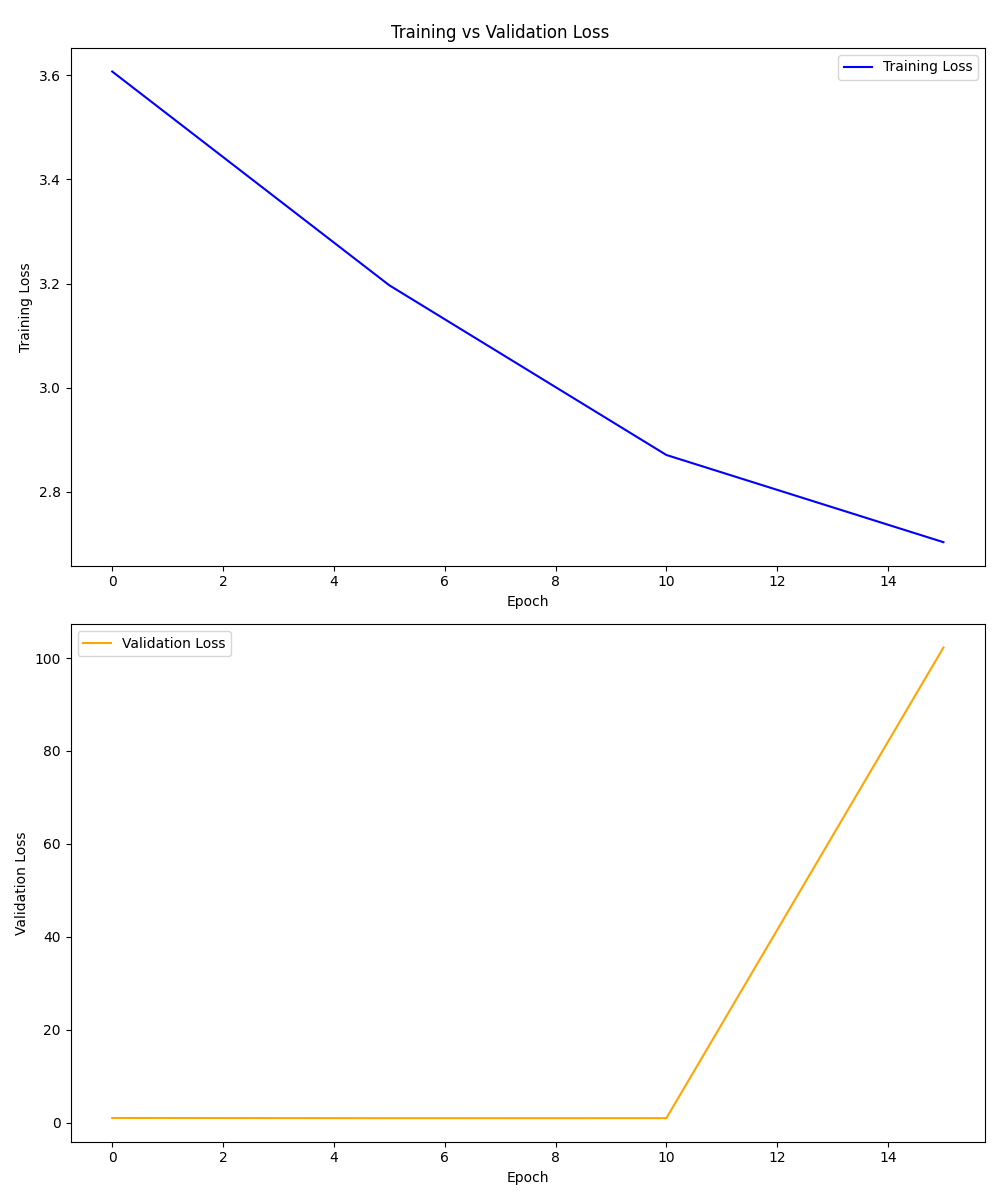 Training vs Validation Loss
Training Loss
3.6
3.4
3.2
3.0
2.8
Training Loss
0 2 4 6 8 10 12 14
Epoch
Validation Loss
100
80
60
40
20
0
Validation Loss
0 2 4 6 8 10 12 14
Epoch